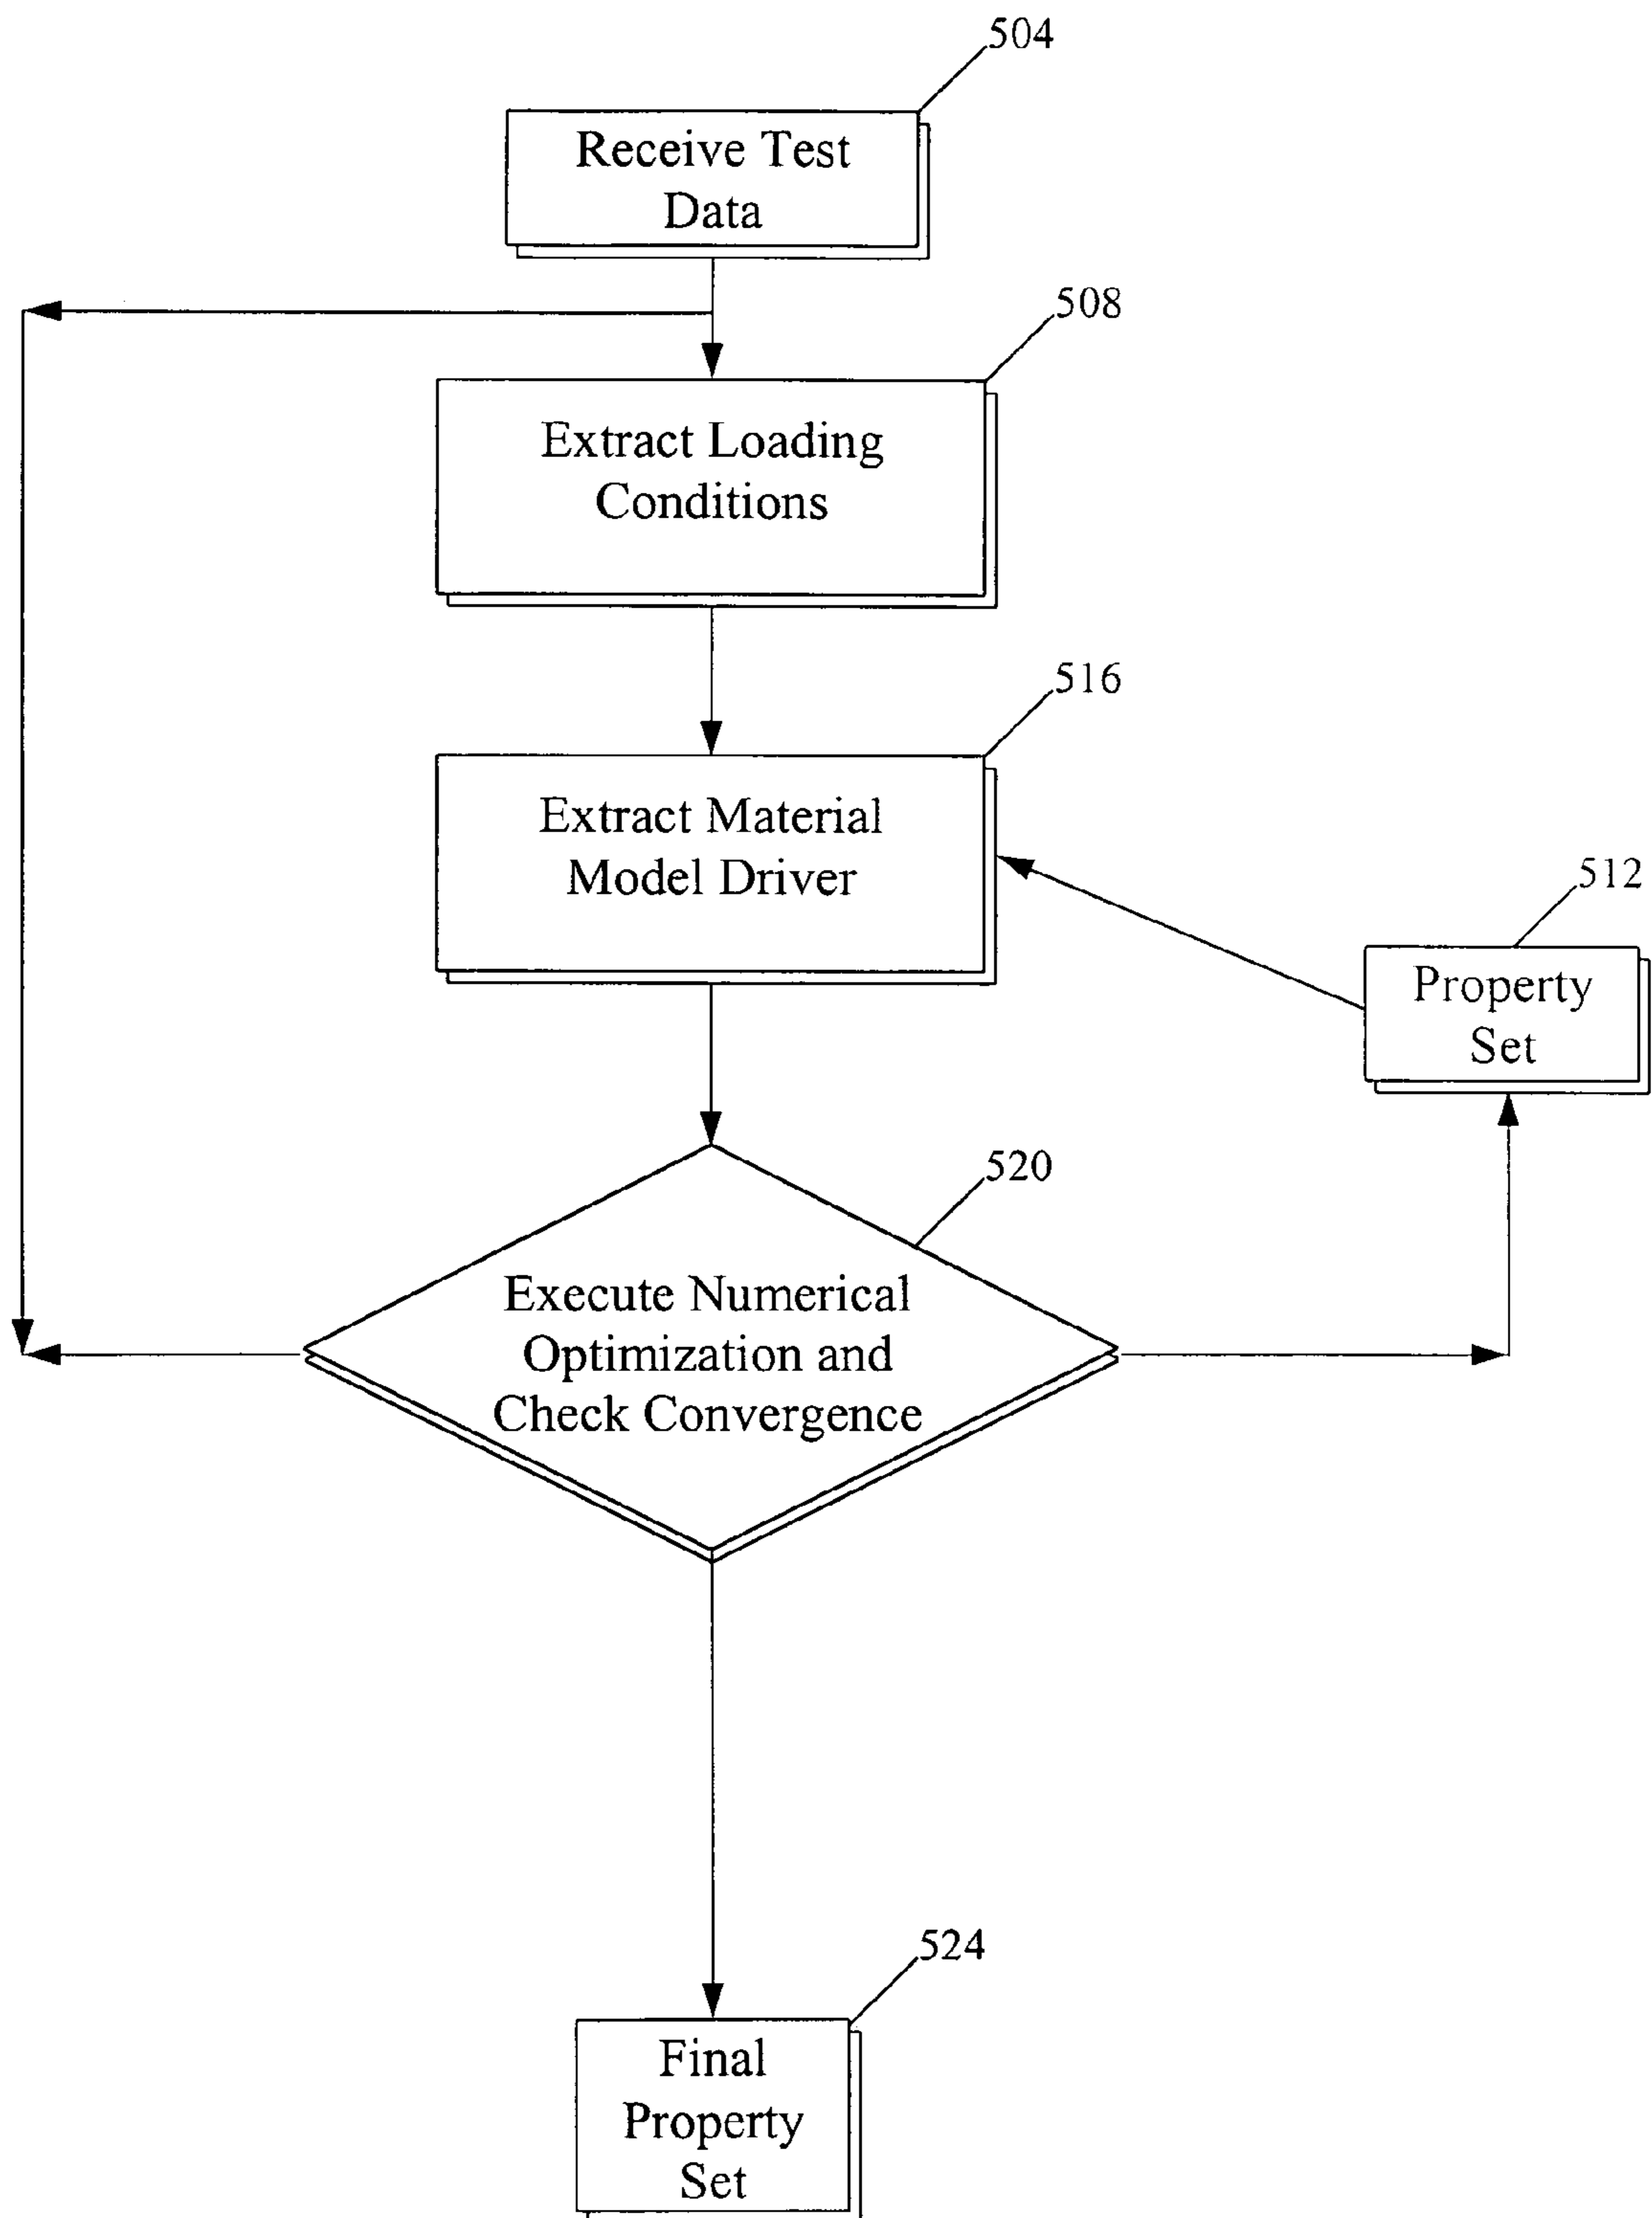 504
Receive Test
Data
508
Extract Loading
Conditions
516
Extract Material
Model Driver
512
Property
Set
520
Execute Numerical
Optimization and
Check Convergence
524
Final
Property
Set